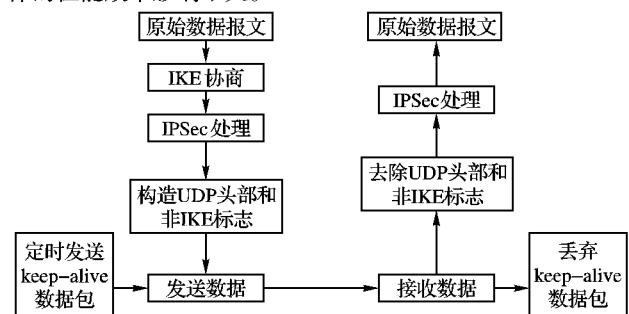 原始数据报文
原始数据报文
IKE协商
IPSec处理
IPSec处理
构造UDP头部和
非IKE标志
去除UDP头部和
非IKE标志
定时发送
keep-alive
数据包
发送数据
接收数据
丢弃
keep-alive
数据包